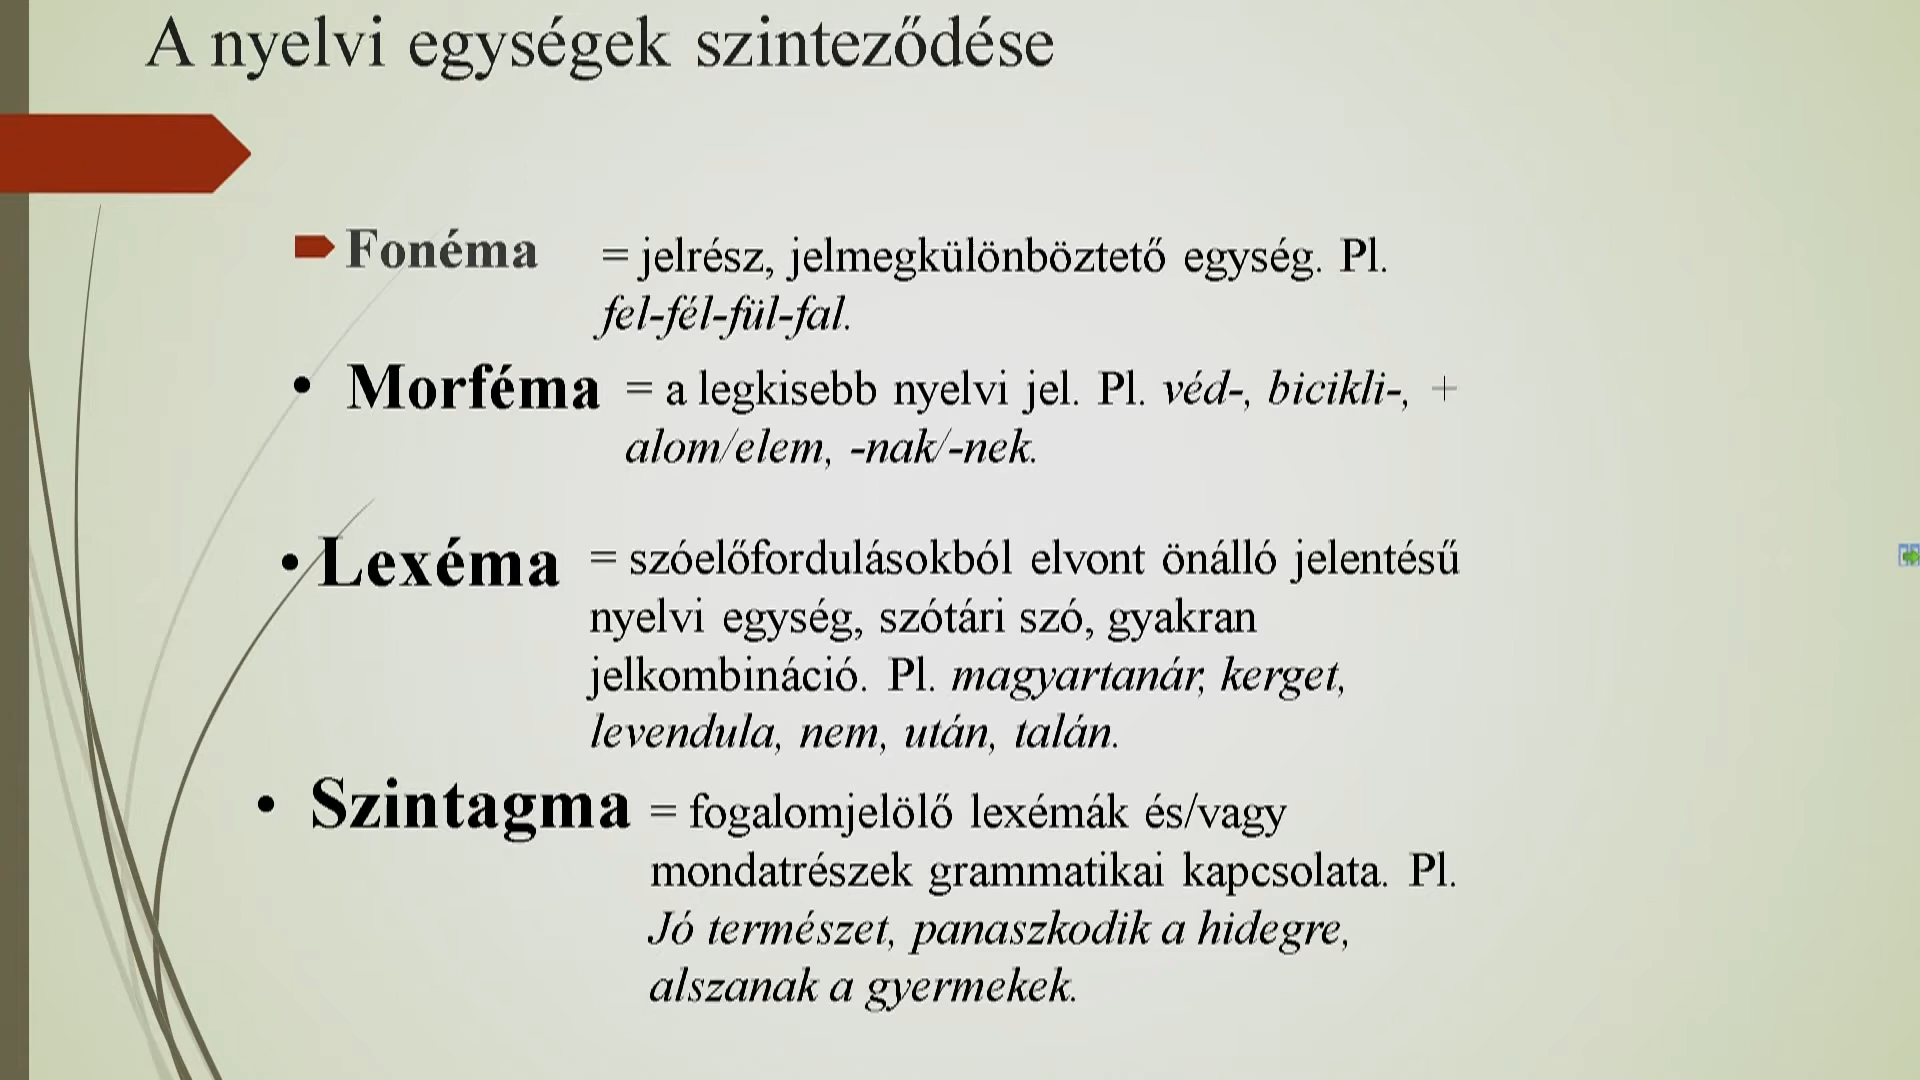 A nyelvi egységek szinteződése
Fonéma = jelrész, jelmegkülönböztető egység. Pl.
fel-fél-fül-fal.
• Morféma = a legkisebb nyelvi jel. Pl. véd-, bicikli-, +
alom/elem, -nak/-nek.
• Lexéma = szóelőfordulásokból elvont önálló jelentésű
nyelvi egység, szótári szó, gyakran
jelkombináció. Pl. magyartanár, kerget,
levendula, nem, után, talán.
• Szintagma = fogalomjelölő lexémák és/vagy
mondatrészek grammatikai kapcsolata. Pl.
Jó természet, panaszkodik a hidegre,
alszanak a gyermekek.